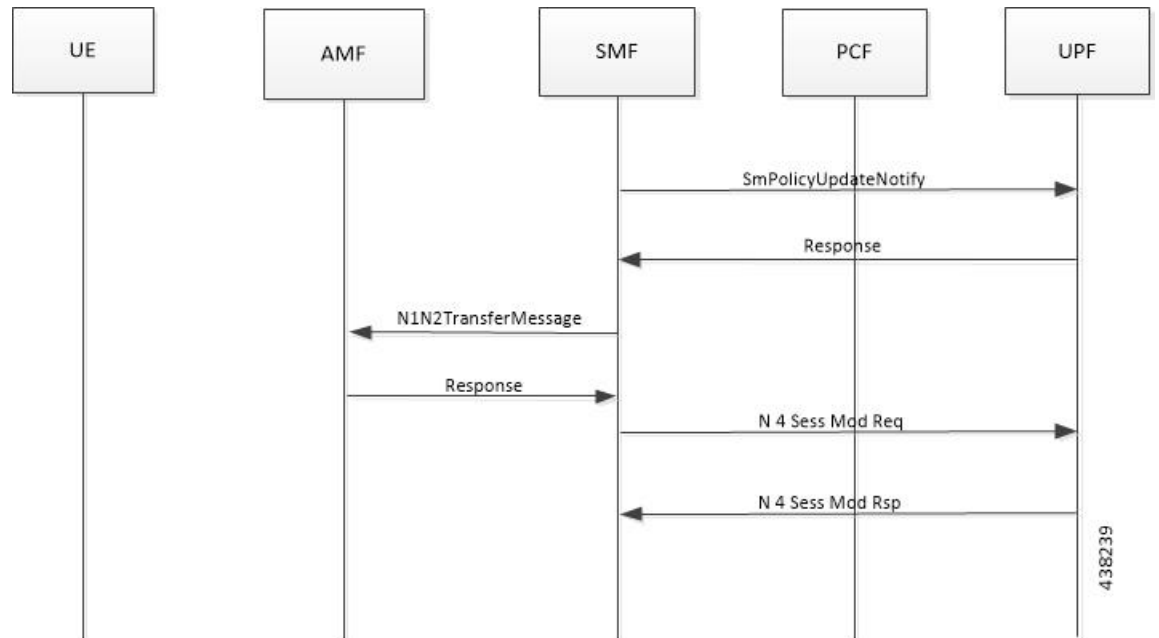 UE
AMF
SMF
PCF
UPF
SmPolicyUpdateNotify
Response
N1N2TransferMessage
Response
N 4 Sess Mod Req
N 4 Sess Mod Rsp
438239